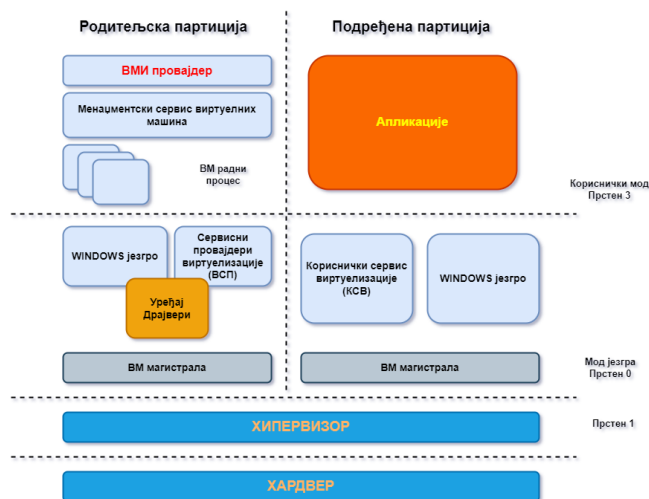 Родитељска партиција
Подређена партиција
ВМИ провајдер
Менаџментски сервис виртуелних
машина
ВМ радни
процес
Апликације
Кориснички мод
Прстен 3
WINDOWS језгро
Сервисни
провајдери
виртуелизације
(ВСП)
Уређај
Драјвери
Кориснички сервис
виртуелизације
(КСВ)
WINDOWS језгро
ВМ магистрала
ВМ магистрала
Мод језгра
Прстен 0
ХИПЕРВИЗОР
Прстен 1
ХАРДВЕР